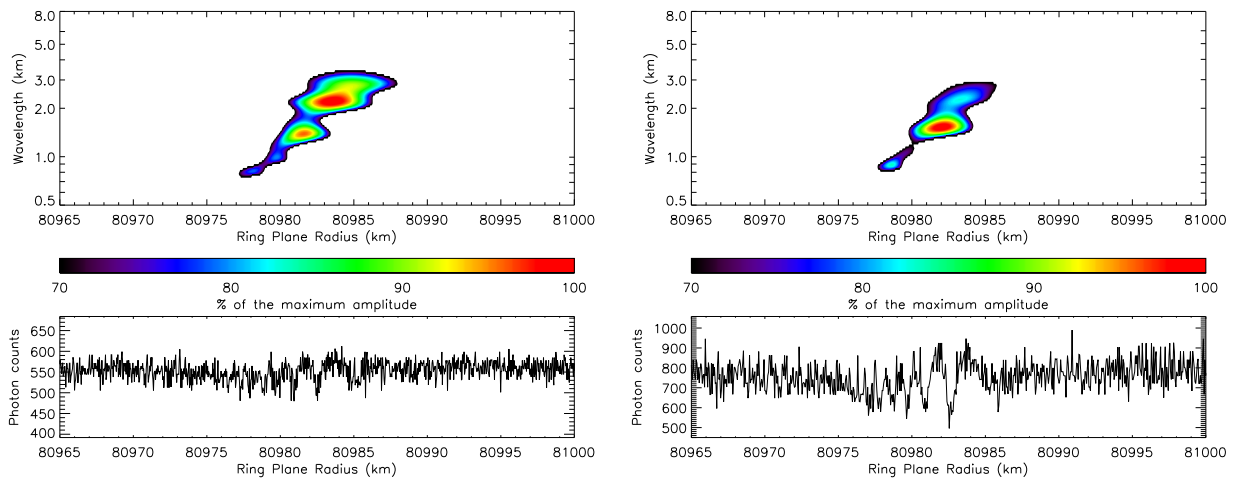 8.0
5.0
3.0
2.0
1.0
0.5
Wavelength (km)
80965 80970 80975 80980 80985 80990 80995 81000
Ring Plane Radius (km)
8.0
5.0
3.0
2.0
1.0
0.5
Wavelength (km)
80965 80970 80975 80980 80985 80990 80995 81000
Ring Plane Radius (km)
70 80 90 100
% of the maximum amplitude
70 80 90 100
% of the maximum amplitude
650
600
550
500
450
400
Photon counts
80965 80970 80975 80980 80985 80990 80995 81000
Ring Plane Radius (km)
1000
900
800
700
600
500
Photon counts
80965 80970 80975 80980 80985 80990 80995 81000
Ring Plane Radius (km)